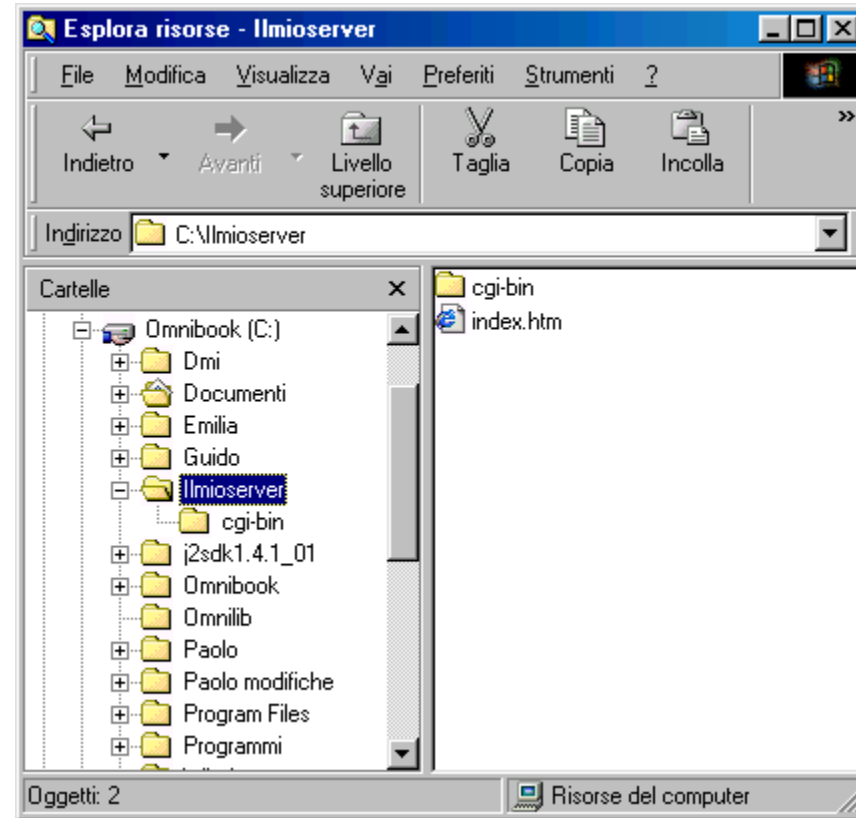 Esplora risorse - Ilmioserver
File Modifica Visualizza Vai Preferiti Strumenti ?
Indietro Avanti Livello superiore Taglia Copia Incolla »
Indirizzo C:\Ilmioserver
Cartelle
Omnibook (C:)
Dmi
Documenti
Emilia
Guido
Ilmioserver
cgi-bin
j2sdk1.4.1_01
Omnibook
Omnilib
Paolo
Paolo modifiche
Program Files
Programmi
cgi-bin
index.htm
Oggetti: 2
Risorse del computer